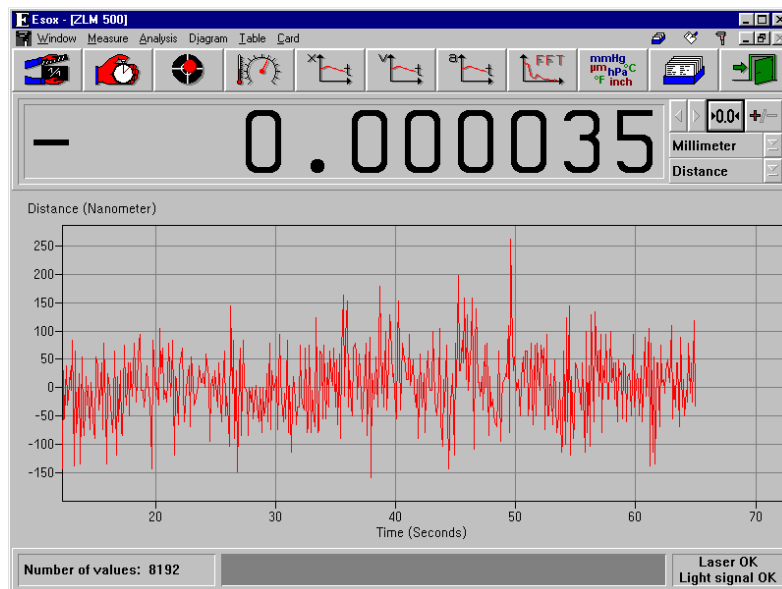 Esox - [ZLM 500]
Window Measure Analysis Diagram Table Card
x t v t a t FFT mmHg µm hPa °C °F inch
- 0.000035
0.0 +/-
Millimeter
Distance
Distance (Nanometer)
250
200
150
100
50
0
-50
-100
-150
20 30 40 50 60 70
Time (Seconds)
Number of values: 8192
Laser OK
Light signal OK